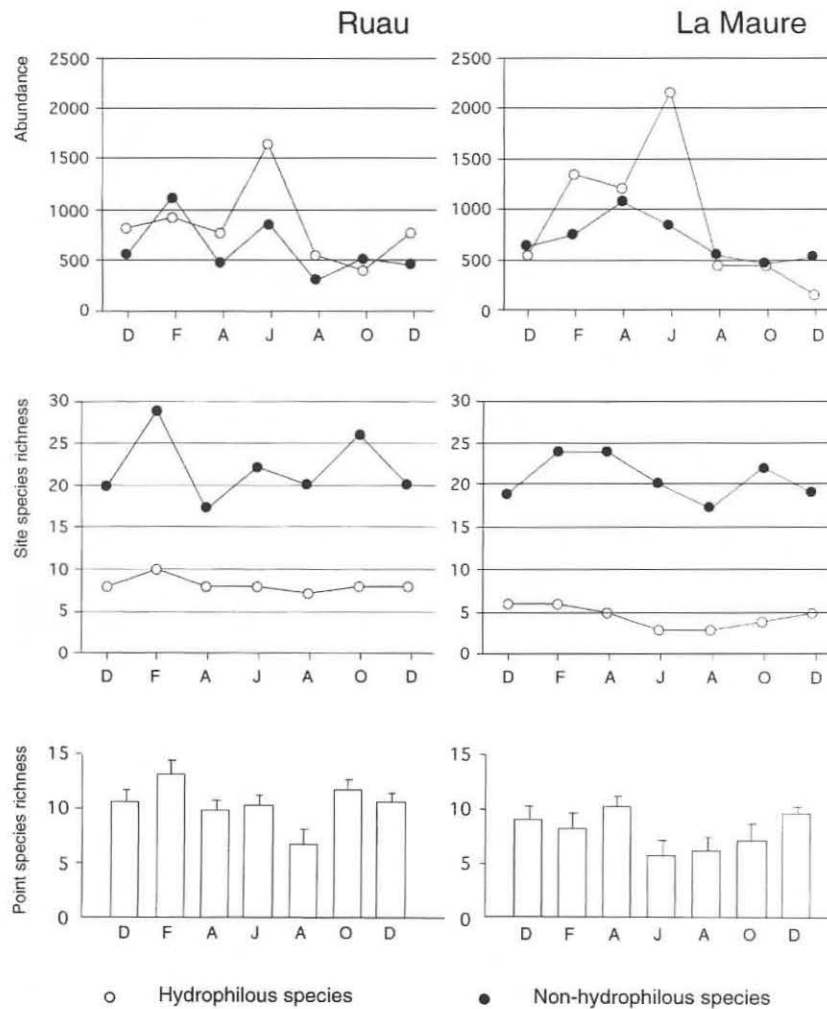 Ruau La Maure
Abundance
2500 2500
2000 2000
1500 1500
1000 1000
500 500
0 0
D F A J A O D D F A J A O D
Site species richness
30 30
25 25
20 20
15 15
10 10
5 5
0 0
D F A J A O D D F A J A O D
Point species richness
15 15
10 10
5 5
0 0
D F A J A O D D F A J A O D
Hydrophilous species Non-hydrophilous species